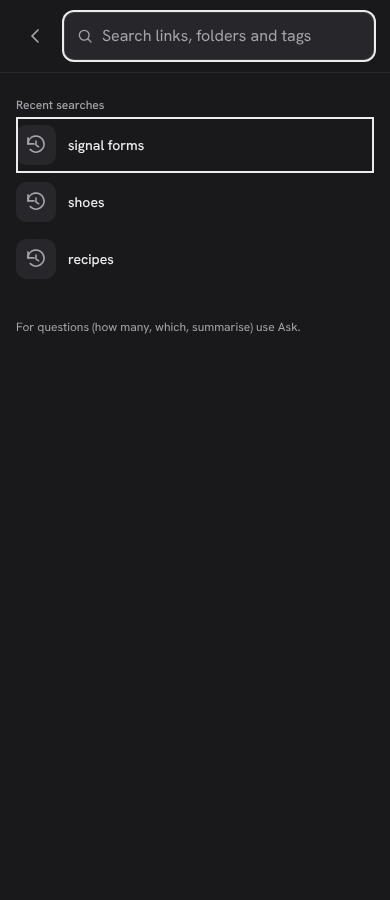 Search links, folders and tags
Recent searches
signal forms
shoes
recipes
For questions (how many, which, summarise) use Ask.